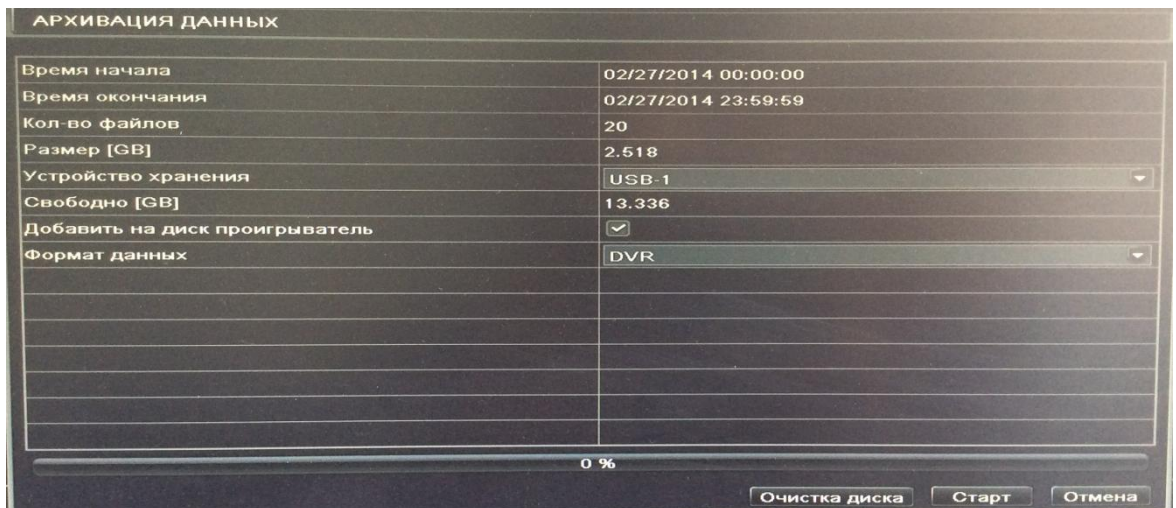 АРХИВАЦИЯ ДАННЫХ
Время начала 02/27/2014 00:00:00
Время окончания 02/27/2014 23:59:59
Кол-во файлов 20
Размер [GB] 2.518
Устройство хранения USB-1
Свободно [GB] 13.336
Добавить на диск проигрыватель
Формат данных DVR
0 %
Очистка диска Старт Отмена